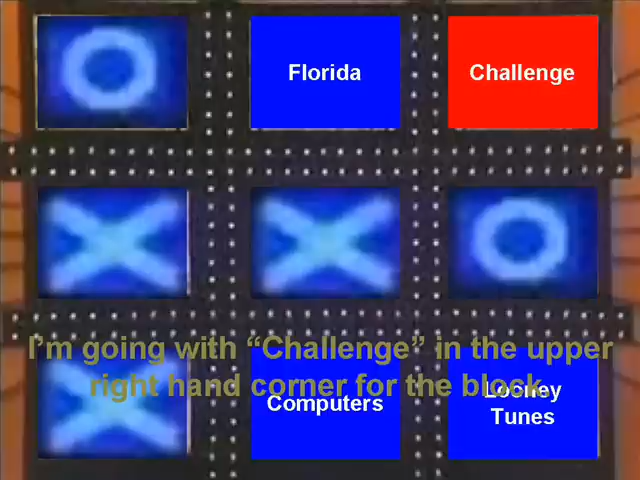 Florida
Challenge
I'm going with “Challenge” in the upper
right hand corner for the block.
Computers
Looney
Tunes